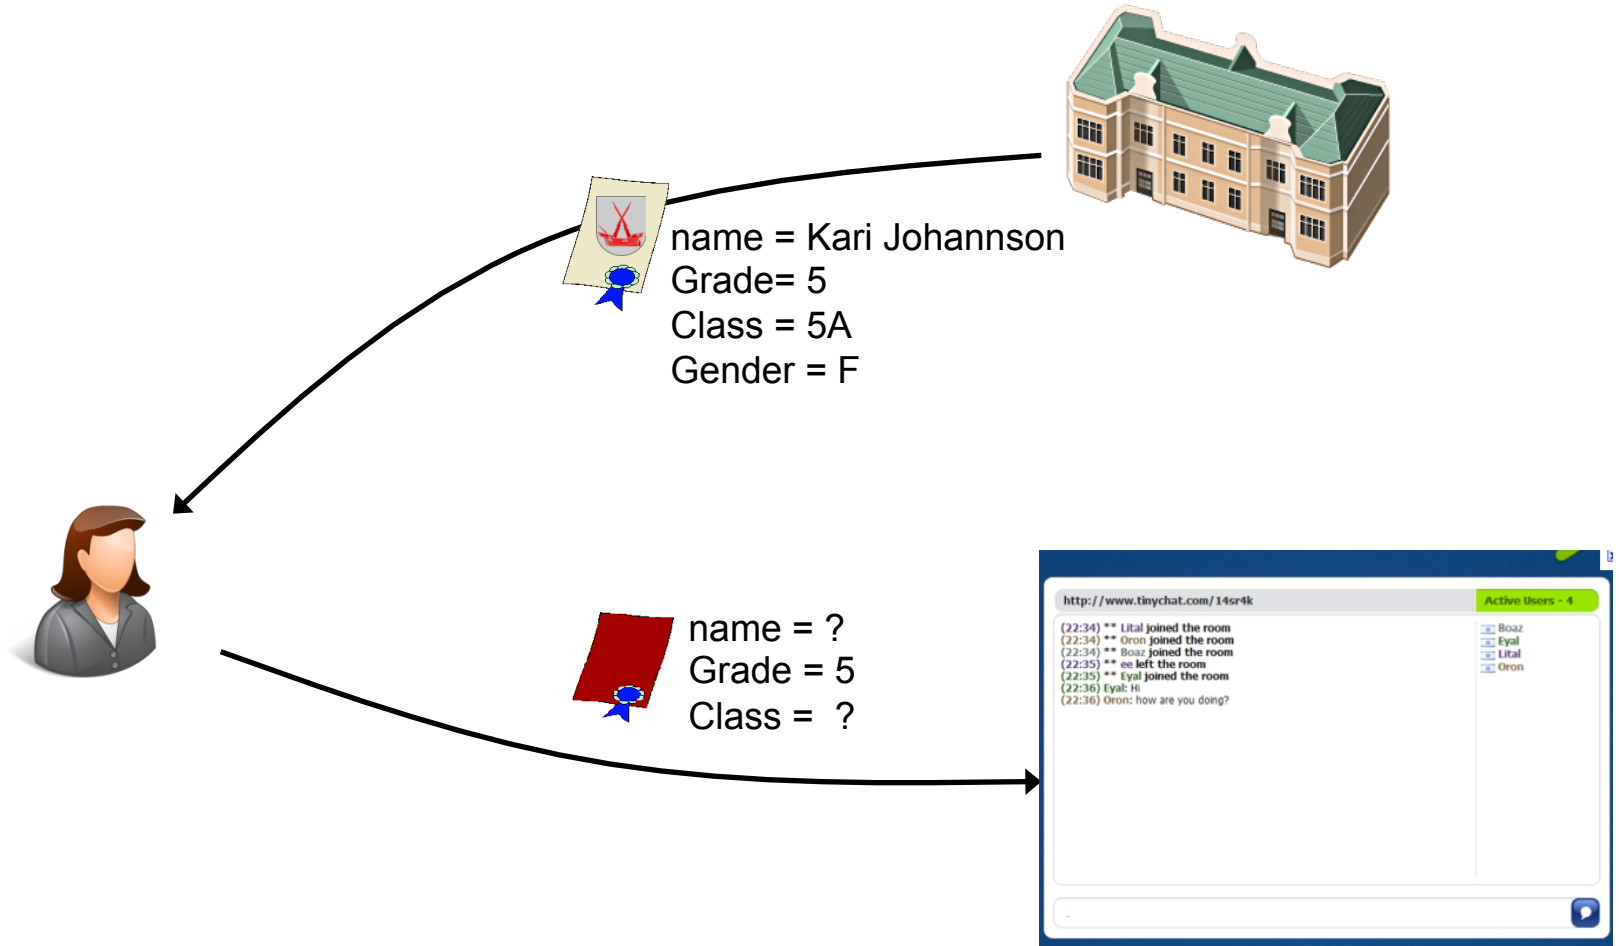 name = Kari Johannson
Grade= 5
Class = 5A
Gender = F
name = ?
Grade = 5
Class =  ?
http://www.tinychat.com/14sr4k
Active Users - 4
(22:34) ** Lital joined the room
(22:34) ** Oron joined the room
(22:34) ** Boaz joined the room
(22:35) ** ee left the room
(22:35) ** Eyal joined the room
(22:36) Eyal: Hi
(22:36) Oron: how are you doing?
Boaz
Eyal
Lital
Oron